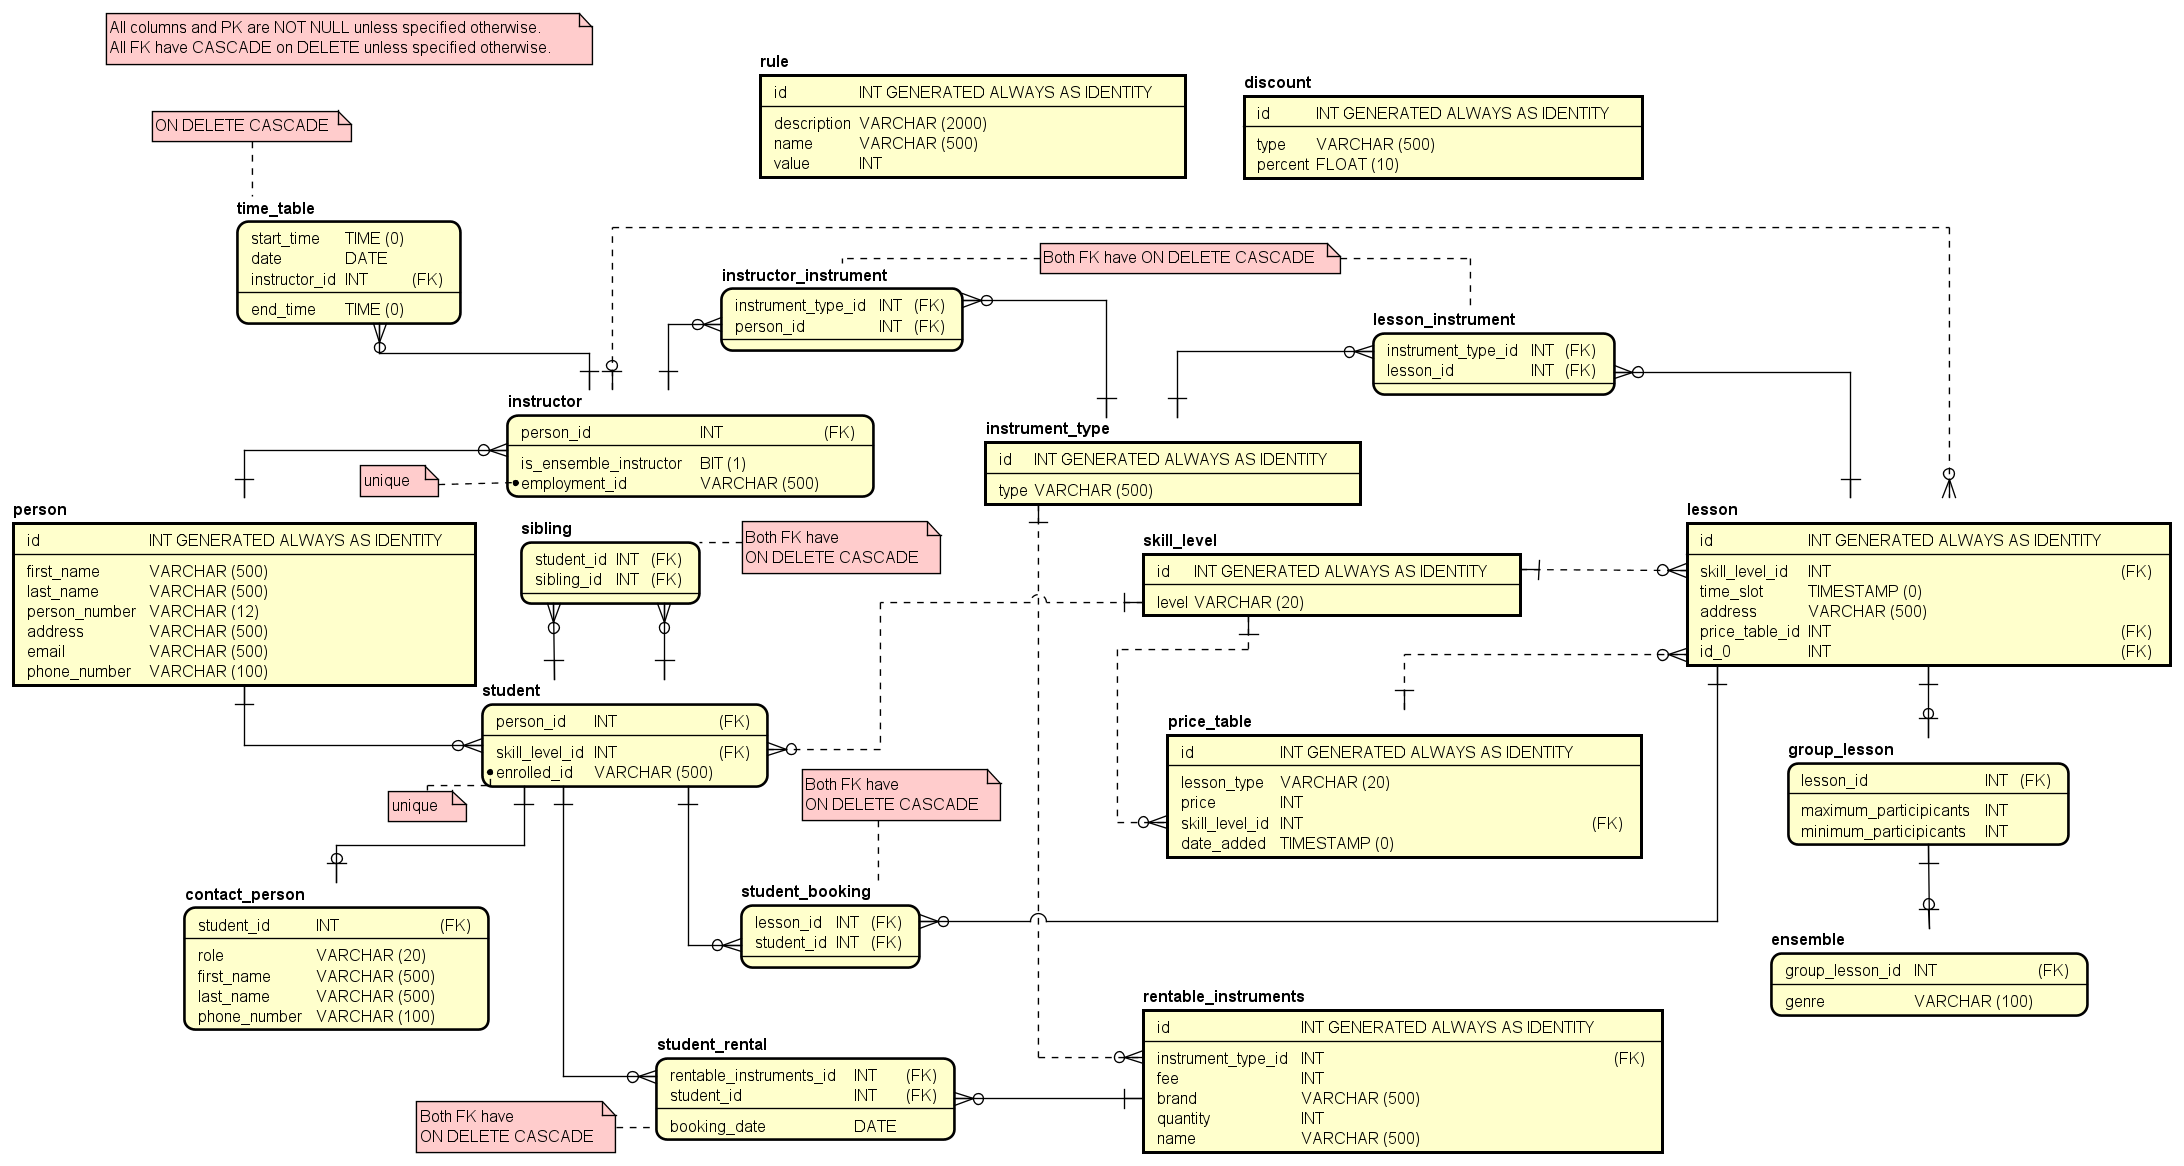 All columns and PK are NOT NULL unless specified otherwise.
All FK have CASCADE on DELETE unless specified otherwise.
rule
id INT GENERATED ALWAYS AS IDENTITY
description VARCHAR (2000)
name VARCHAR (500)
value INT
discount
id INT GENERATED ALWAYS AS IDENTITY
type VARCHAR (500)
percent FLOAT (10)
ON DELETE CASCADE
time_table
start_time TIME (0)
date DATE
instructor_id INT (FK)
end_time TIME (0)
instructor_instrument
instrument_type_id INT (FK)
person_id INT (FK)
Both FK have ON DELETE CASCADE
lesson_instrument
instrument_type_id INT (FK)
lesson_id INT (FK)
instructor
person_id INT (FK)
is_ensemble_instructor BIT (1)
employment_id VARCHAR (500)
unique
instrument_type
id INT GENERATED ALWAYS AS IDENTITY
type VARCHAR (500)
person
id INT GENERATED ALWAYS AS IDENTITY
first_name VARCHAR (500)
last_name VARCHAR (500)
person_number VARCHAR (12)
address VARCHAR (500)
email VARCHAR (500)
phone_number VARCHAR (100)
sibling
student_id INT (FK)
sibling_id INT (FK)
Both FK have
ON DELETE CASCADE
skill_level
id INT GENERATED ALWAYS AS IDENTITY
level VARCHAR (20)
lesson
id INT GENERATED ALWAYS AS IDENTITY
skill_level_id INT (FK)
time_slot TIMESTAMP (0)
address VARCHAR (500)
price_table_id INT (FK)
id_0 INT (FK)
student
person_id INT (FK)
skill_level_id INT (FK)
enrolled_id VARCHAR (500)
unique
Both FK have
ON DELETE CASCADE
price_table
id INT GENERATED ALWAYS AS IDENTITY
lesson_type VARCHAR (20)
price INT
skill_level_id INT (FK)
date_added TIMESTAMP (0)
group_lesson
lesson_id INT (FK)
maximum_participicants INT
minimum_participicants INT
contact_person
student_id INT (FK)
role VARCHAR (20)
first_name VARCHAR (500)
last_name VARCHAR (500)
phone_number VARCHAR (100)
student_booking
lesson_id INT (FK)
student_id INT (FK)
ensemble
group_lesson_id INT (FK)
genre VARCHAR (100)
student_rental
rentable_instruments_id INT (FK)
student_id INT (FK)
booking_date DATE
Both FK have
ON DELETE CASCADE
rentable_instruments
id INT GENERATED ALWAYS AS IDENTITY
instrument_type_id INT (FK)
fee INT
brand VARCHAR (500)
quantity INT
name VARCHAR (500)